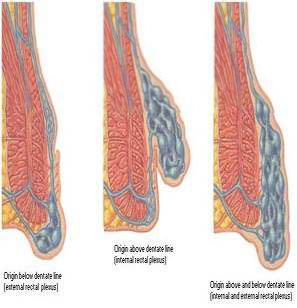 Origin below dentate line
(external rectal plexus)
Origin above dentate line
(internal rectal plexus)
Origin above and below dentate line
(internal and external rectal plexus)